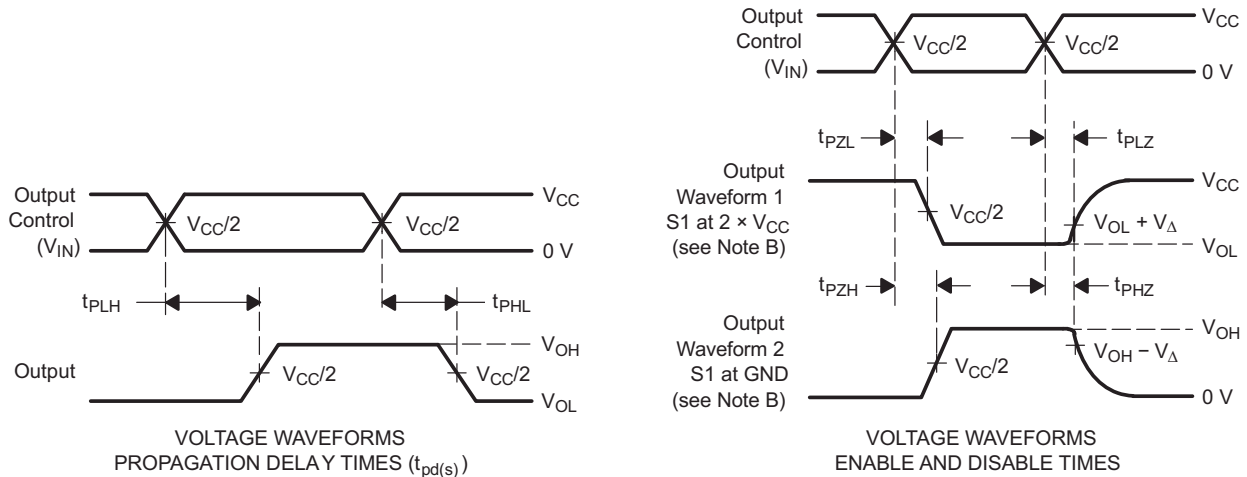 Output
Control
(V_IN)
V_CC
V_CC/2
V_CC/2
0 V
t_PLH
t_PHL
Output
V_OH
V_CC/2
V_CC/2
V_OL
VOLTAGE WAVEFORMS
PROPAGATION DELAY TIMES (t_pd(s))
Output
Control
(V_IN)
V_CC
V_CC/2
V_CC/2
0 V
t_PZL
t_PLZ
Output
Waveform 1
S1 at 2 × V_CC
(see Note B)
V_CC
V_CC/2
V_OL + V_Δ
V_OL
t_PZH
t_PHZ
Output
Waveform 2
S1 at GND
(see Note B)
V_OH
V_CC/2
V_OH − V_Δ
0 V
VOLTAGE WAVEFORMS
ENABLE AND DISABLE TIMES